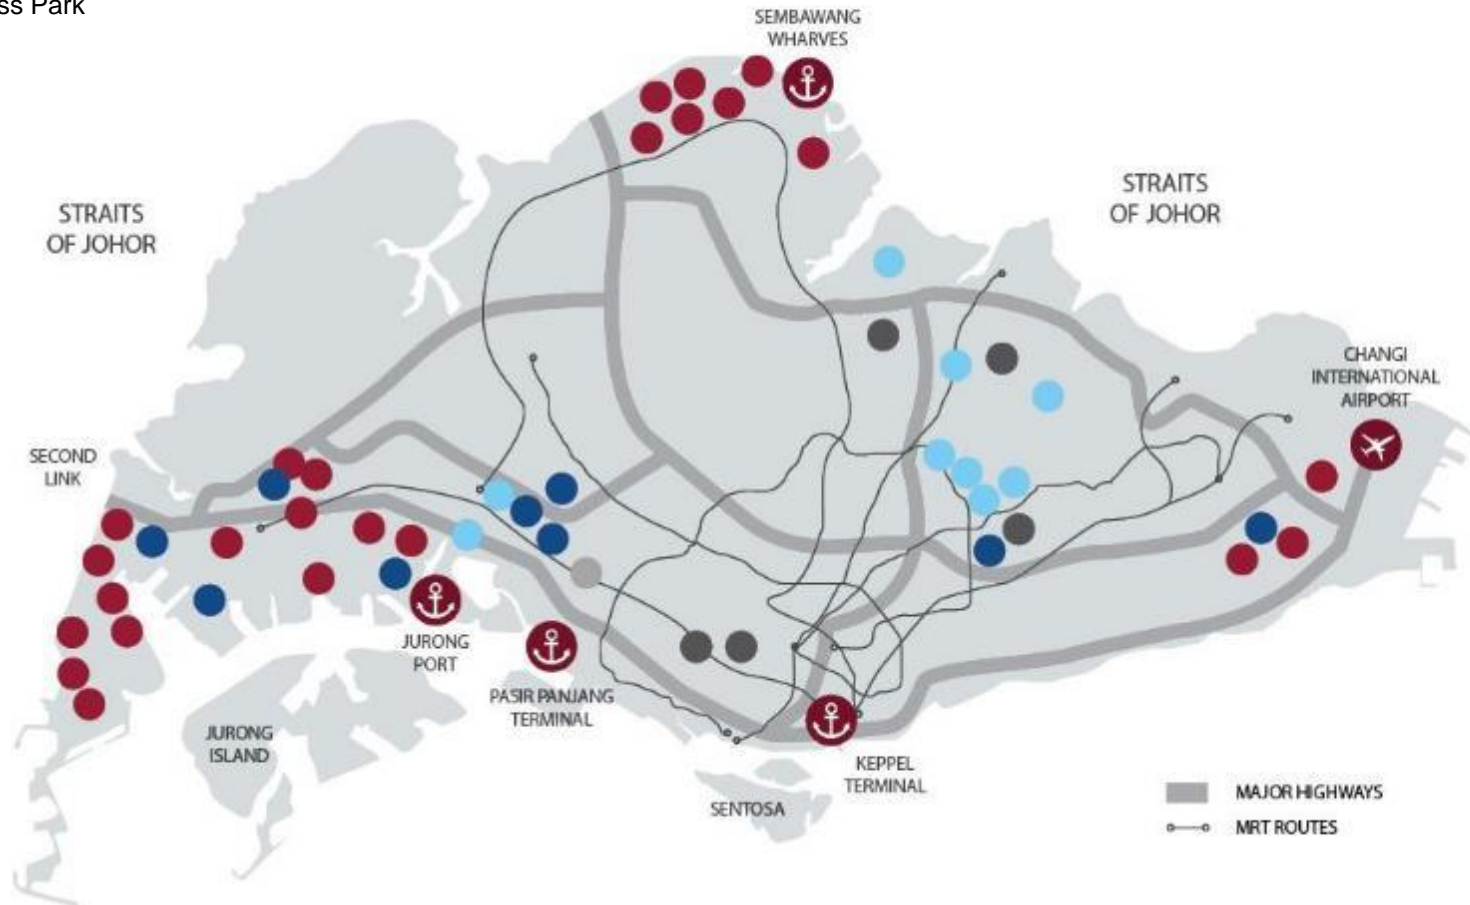 ss Park
SEMBAWANG
WHARVES
STRAITS
OF JOHOR
STRAITS
OF JOHOR
CHANGI
INTERNATIONAL
AIRPORT
SECOND
LINK
JURONG
PORT
PASIR PANJANG
TERMINAL
JURONG
ISLAND
KEPPEL
TERMINAL
SENTOSA
MAJOR HIGHWAYS
MRT ROUTES